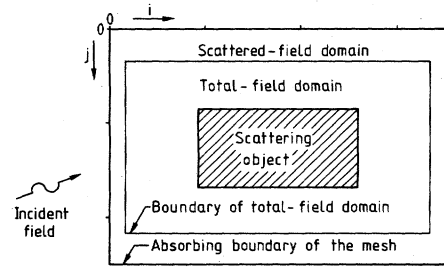 0
i
0
j
Scattered-field domain
Total-field domain
Scattering
object
Incident
field
Boundary of total-field domain
Absorbing boundary of the mesh